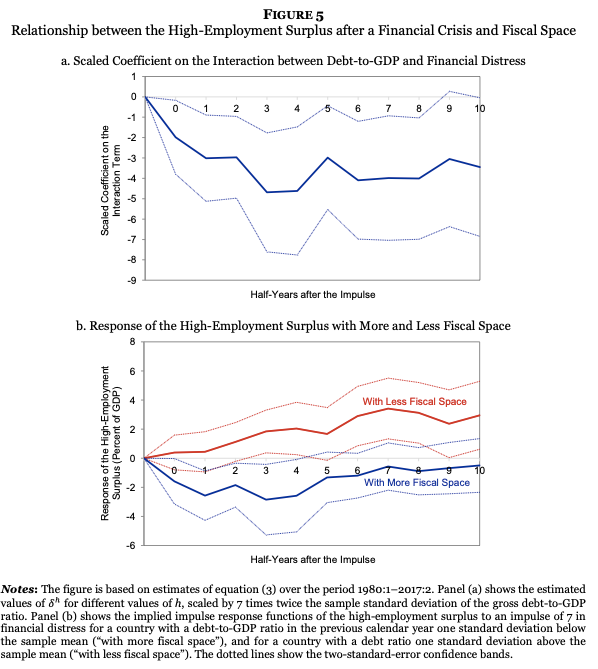 FIGURE 5
Relationship between the High-Employment Surplus after a Financial Crisis and Fiscal Space
a. Scaled Coefficient on the Interaction between Debt-to-GDP and Financial Distress
Scaled Coefficient on the
Interaction Term
1
0
-1
-2
-3
-4
-5
-6
-7
-8
-9
0 1 2 3 4 5 6 7 8 9 10
Half-Years after the Impulse
b. Response of the High-Employment Surplus with More and Less Fiscal Space
Response of the High-Employment
Surplus (Percent of GDP)
8
6
4
2
0
-2
-4
-6
With Less Fiscal Space
0 1 2 3 4 5 6 7 8 9 10
With More Fiscal Space
Half-Years after the Impulse
Notes: The figure is based on estimates of equation (3) over the period 1980:1–2017:2. Panel (a) shows the estimated
values of δʰ for different values of h, scaled by 7 times twice the sample standard deviation of the gross debt-to-GDP
ratio. Panel (b) shows the implied impulse response functions of the high-employment surplus to an impulse of 7 in
financial distress for a country with a debt-to-GDP ratio in the previous calendar year one standard deviation below
the sample mean (“with more fiscal space”), and for a country with a debt ratio one standard deviation above the
sample mean (“with less fiscal space”). The dotted lines show the two-standard-error confidence bands.